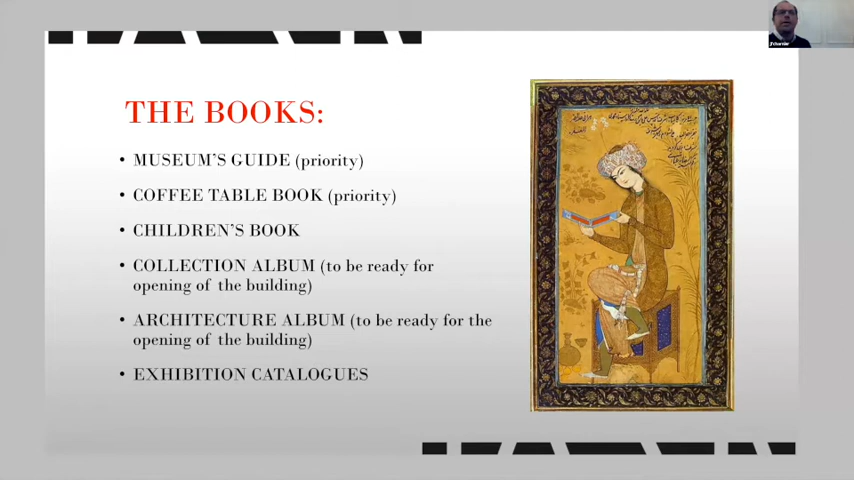 THE BOOKS:
• MUSEUM'S GUIDE (priority)
• COFFEE TABLE BOOK (priority)
• CHILDREN'S BOOK
• COLLECTION ALBUM (to be ready for
opening of the building)
• ARCHITECTURE ALBUM (to be ready for the
opening of the building)
• EXHIBITION CATALOGUES